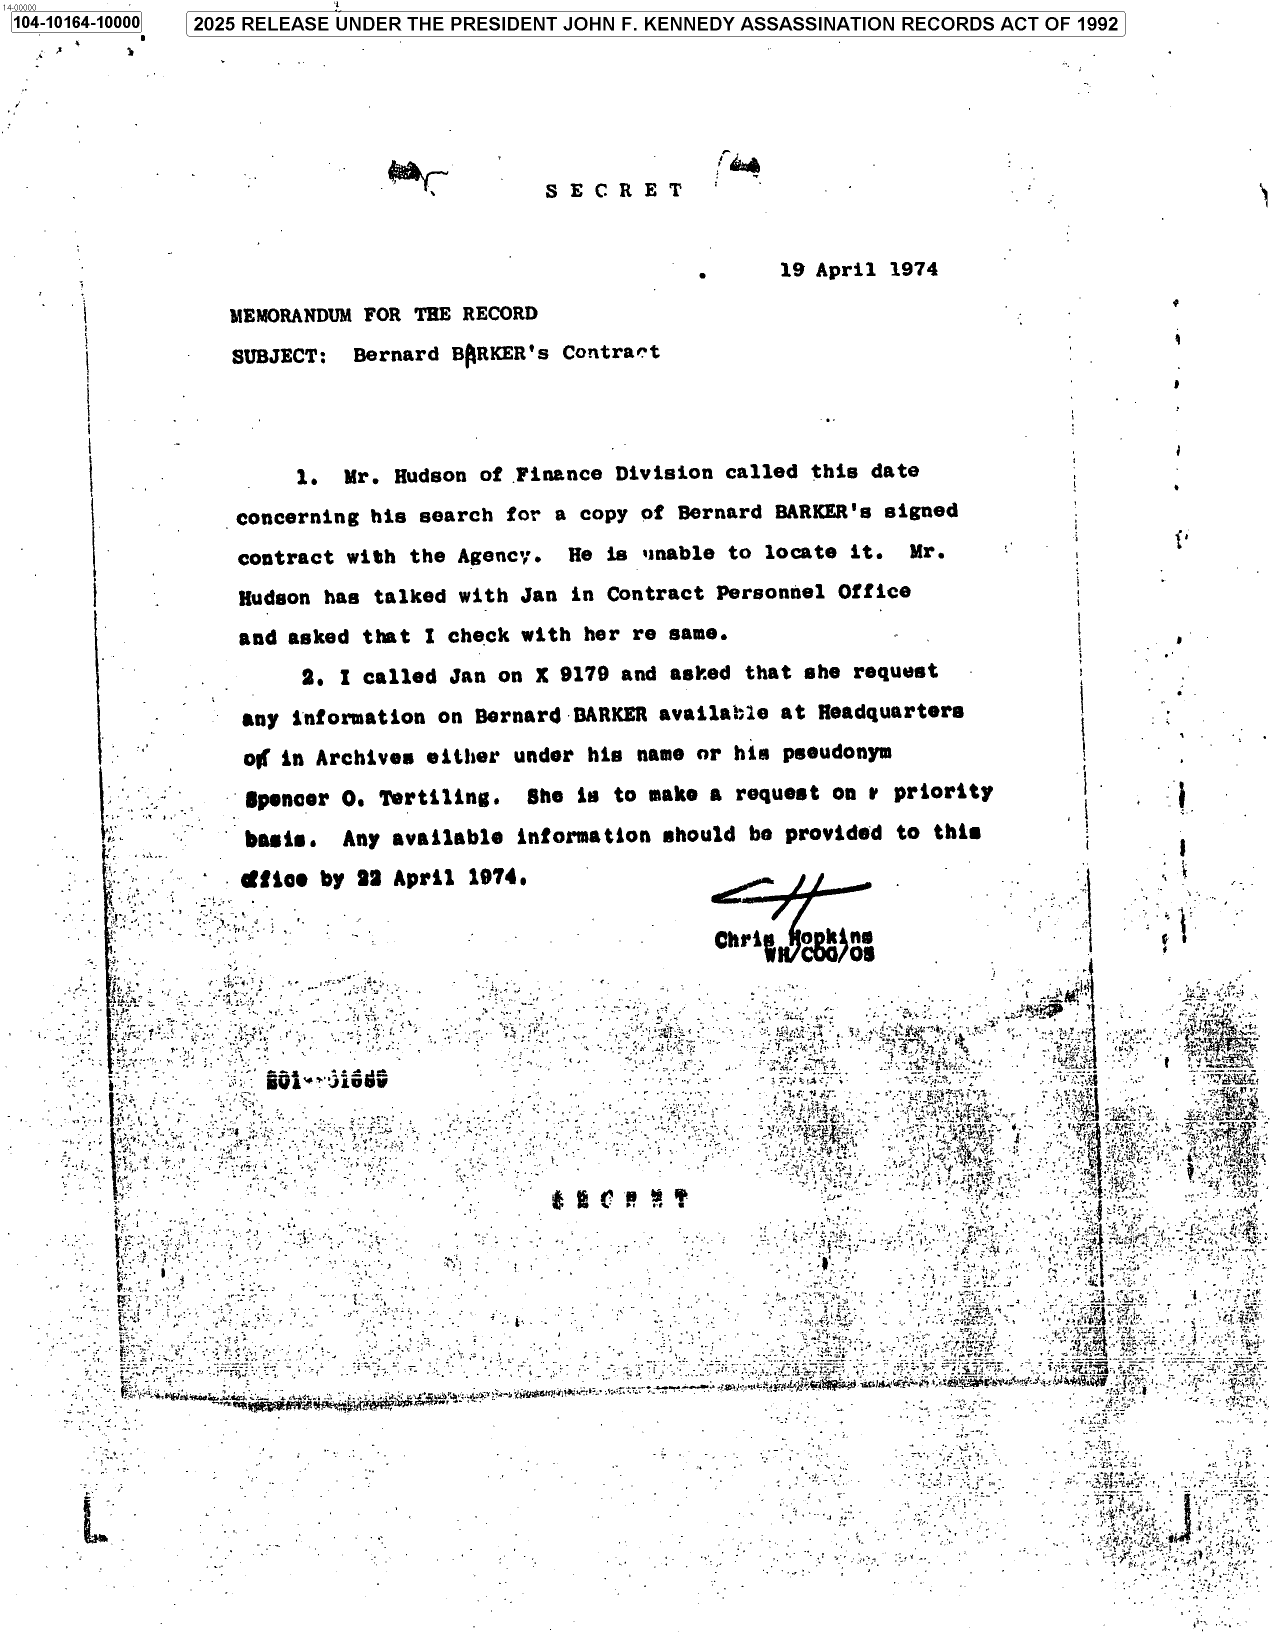 14-00000
104-10164-10000
2025 RELEASE UNDER THE PRESIDENT JOHN F. KENNEDY ASSASSINATION RECORDS ACT OF 1992
S E C R E T
19 April 1974
MEMORANDUM FOR THE RECORD
SUBJECT: Bernard BARKER's Contract
1. Mr. Hudson of Finance Division called this date
concerning his search for a copy of Bernard BARKER's signed
contract with the Agency. He is unable to locate it. Mr.
Hudson has talked with Jan in Contract Personnel Office
and asked that I check with her re same.
2. I called Jan on X 9179 and asked that she request
any information on Bernard BARKER available at Headquarters
or in Archives either under his name or his pseudonym
Spencer O. Tertiling. She is to make a request on a priority
basis. Any available information should be provided to this
office by 22 April 1974.
CH
Chris Hopkins
WH/COG/OS
S E C R E T